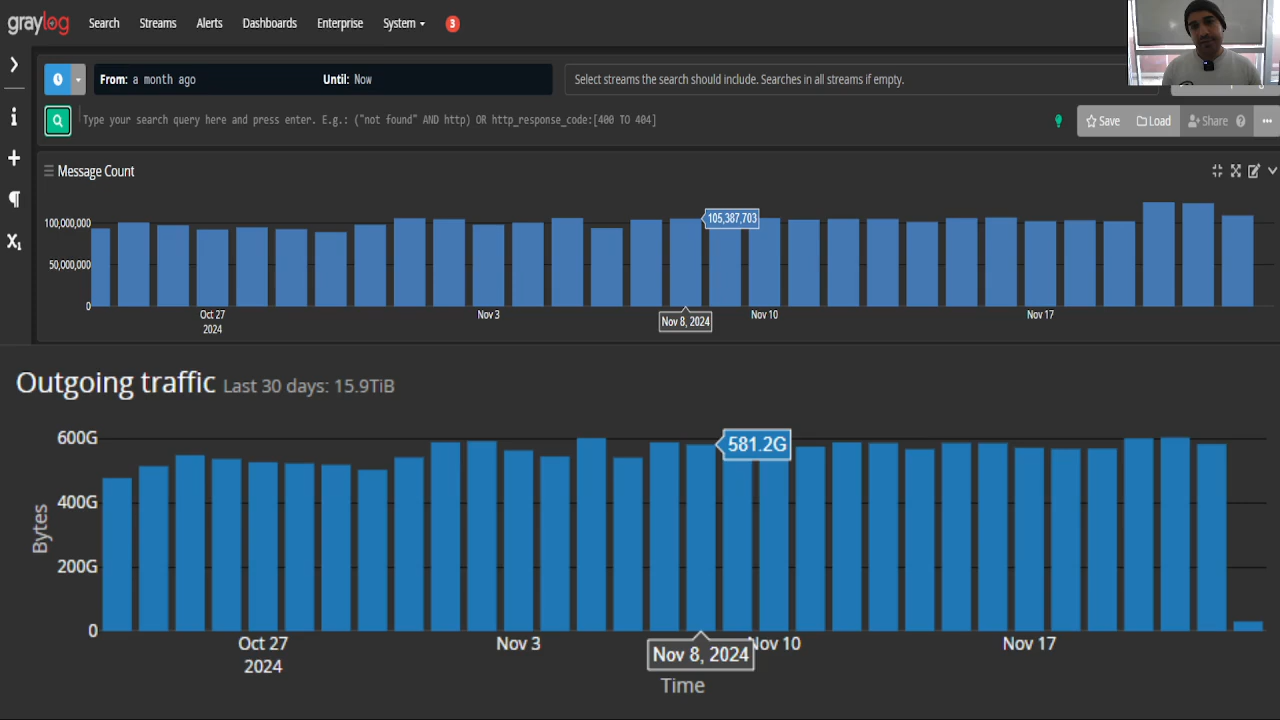 graylog Search Streams Alerts Dashboards Enterprise System 3
From: a month ago Until: Now Select streams the search should include. Searches in all streams if empty.
Type your search query here and press enter. E.g.: ("not found" AND http) OR http_response_code:[400 TO 404] Save Load Share
Message Count
100,000,000
50,000,000
0
105,387,703
Oct 27
2024
Nov 3
Nov 8, 2024
Nov 10
Nov 17
Outgoing traffic Last 30 days: 15.9TiB
600G
400G
200G
0
Bytes
581.2G
Oct 27
2024
Nov 3
Nov 8, 2024
Nov 10
Nov 17
Time